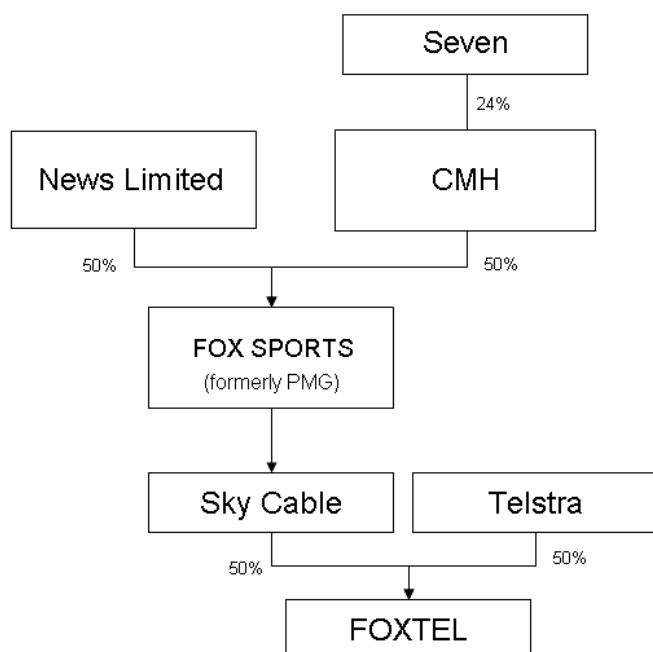 Seven
24%
News Limited
CMH
50%
50%
FOX SPORTS
(formerly PMG)
Sky Cable
Telstra
50%
50%
FOXTEL